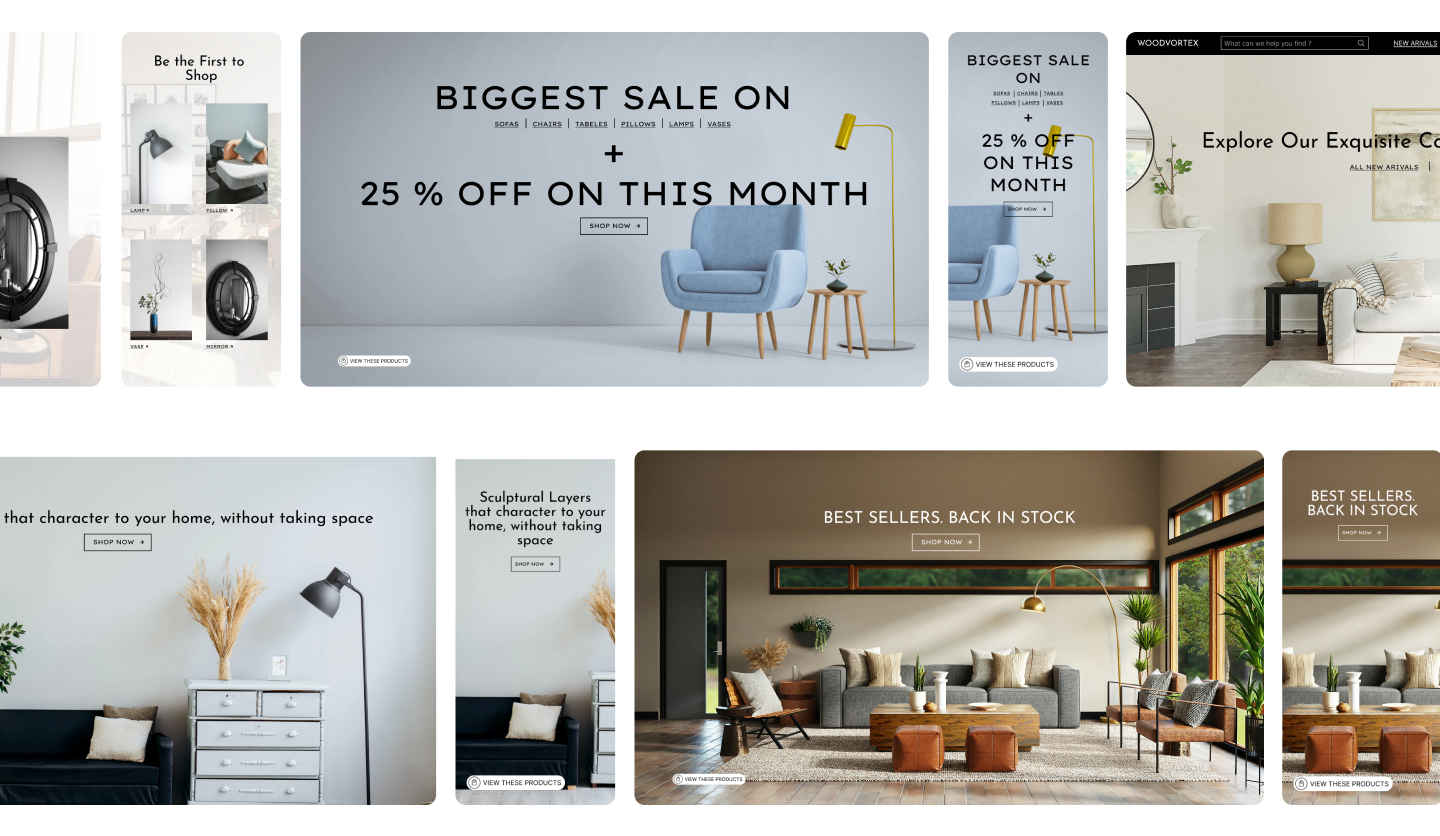 Be the First to
Shop
LAMP
PILLOW
VASE
MIRROR
BIGGEST SALE ON
SOFAS | CHAIRS | TABELES | PILLOWS | LAMPS | VASES
+
25 % OFF ON THIS MONTH
SHOP NOW →
VIEW THESE PRODUCTS
BIGGEST SALE
ON
SOFAS | CHAIRS | TABLES
PILLOWS | LAMPS | VASES
+
25 % OFF
ON THIS
MONTH
SHOP NOW →
VIEW THESE PRODUCTS
WOODVORTEX
What can we help you find ?
NEW ARIVALS
Explore Our Exquisite Co
ALL NEW ARIVALS |
that character to your home, without taking space
SHOP NOW →
Sculptural Layers
that character to your
home, without taking
space
SHOP NOW →
VIEW THESE PRODUCTS
BEST SELLERS. BACK IN STOCK
SHOP NOW →
VIEW THESE PRODUCTS
BEST SELLERS.
BACK IN STOCK
SHOP NOW →
VIEW THESE PRODUCTS